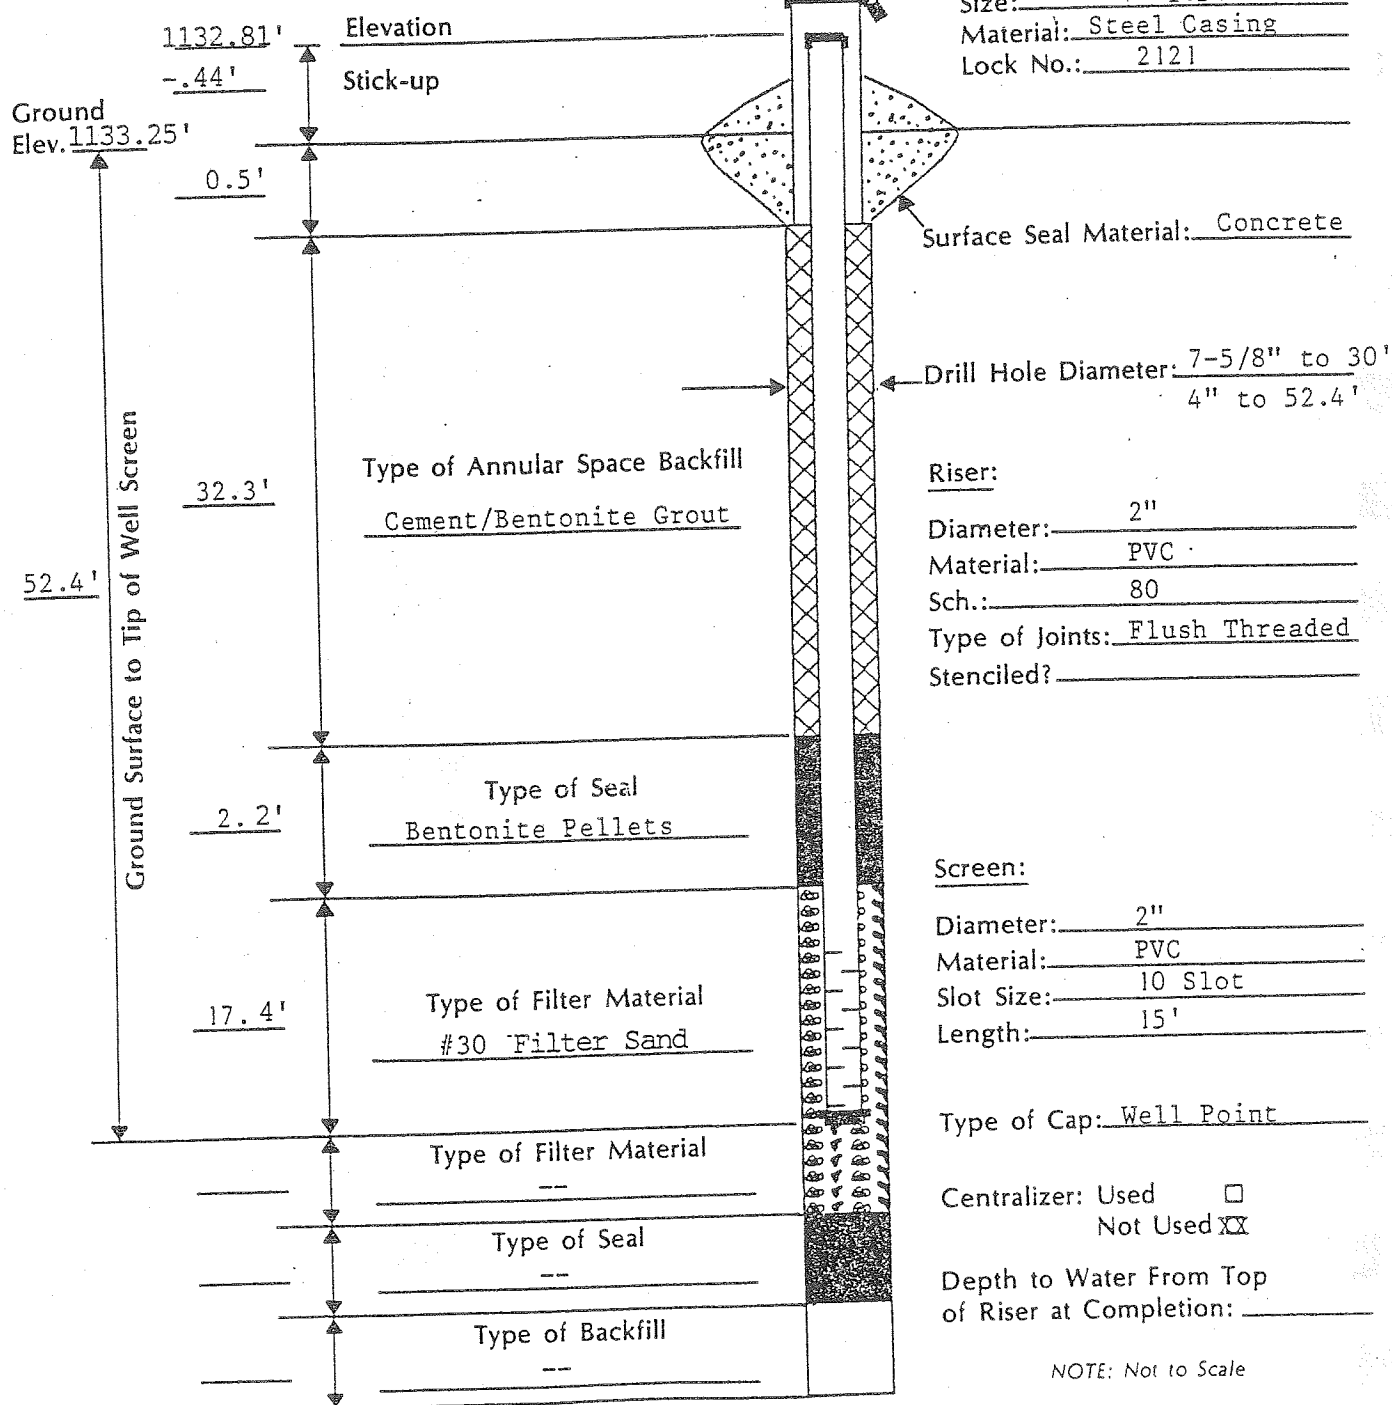 Size:
1132.81' Elevation
Material: Steel Casing
-.44' Stick-up
Lock No.: 2121
Ground
Elev. 1133.25'
0.5'
Surface Seal Material: Concrete
Drill Hole Diameter: 7-5/8" to 30'
4" to 52.4'
Type of Annular Space Backfill
Cement/Bentonite Grout
32.3'
52.4'
Ground Surface to Tip of Well Screen
Riser:
Diameter: 2"
Material: PVC
Sch.: 80
Type of Joints: Flush Threaded
Stenciled?
Type of Seal
Bentonite Pellets
2.2'
Screen:
Diameter: 2"
Material: PVC
Slot Size: 10 Slot
Length: 15'
Type of Filter Material
#30 Filter Sand
17.4'
Type of Cap: Well Point
Type of Filter Material
--
Centralizer: Used
Not Used XX
Type of Seal
--
Depth to Water From Top
of Riser at Completion:
Type of Backfill
--
NOTE: Not to Scale